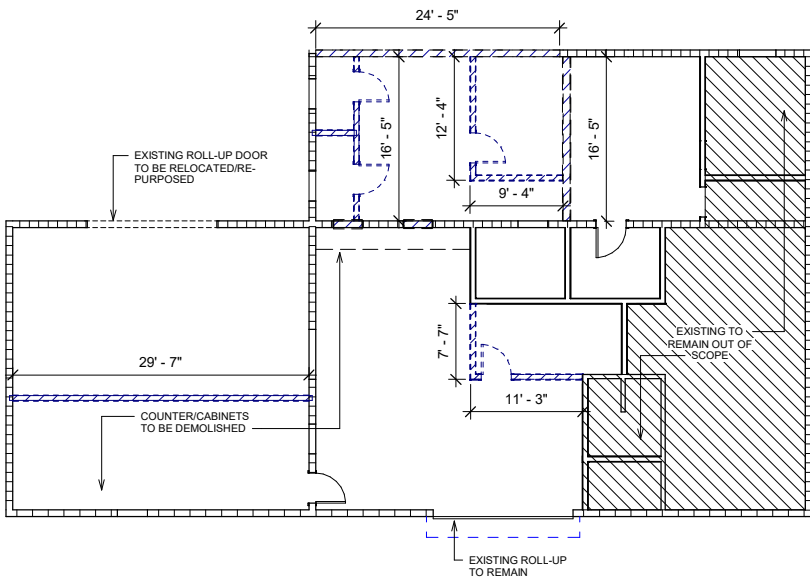 24' - 5"
16' - 5"
12' - 4"
16' - 5"
9' - 4"
EXISTING ROLL-UP DOOR
TO BE RELOCATED/RE-
PURPOSED
7' - 7"
EXISTING TO
REMAIN OUT OF
SCOPE
29' - 7"
11' - 3"
COUNTER/CABINETS
TO BE DEMOLISHED
EXISTING ROLL-UP
TO REMAIN